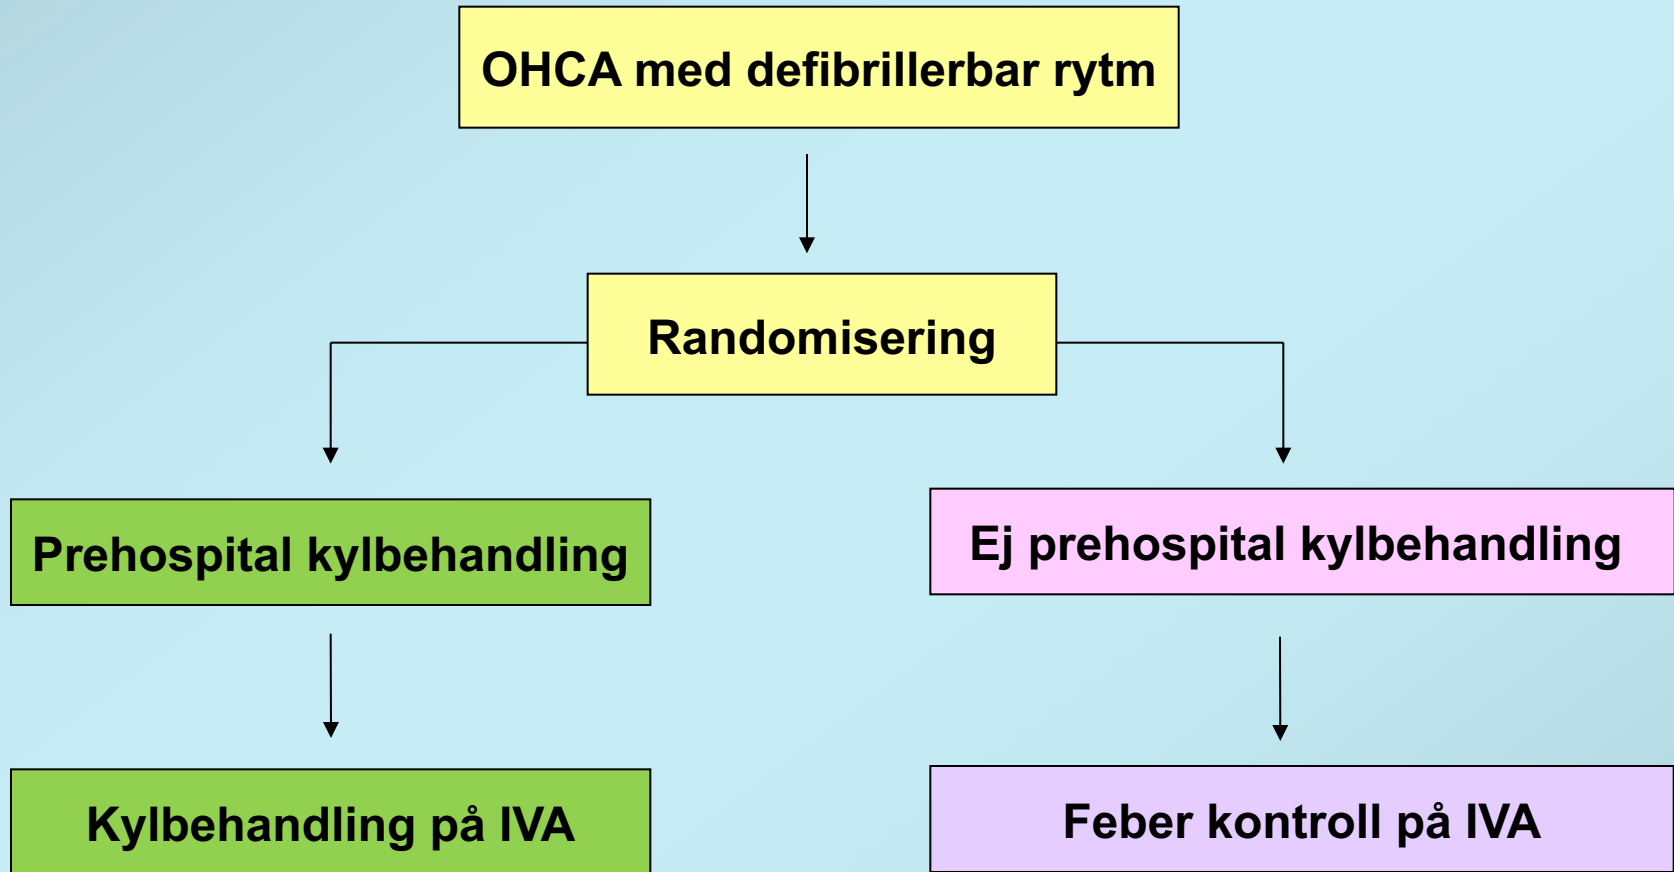 OHCA med defibrillerbar rytm
Randomisering
Prehospital kylbehandling
Ej prehospital kylbehandling
Kylbehandling på IVA
Feber kontroll på IVA